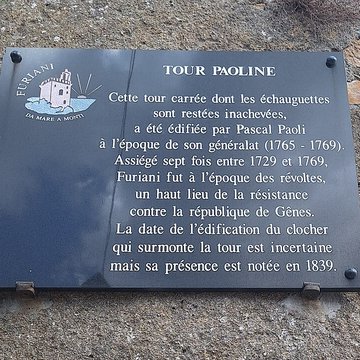 FURIANI
DA MARE A MONTI
TOUR PAOLINE
Cette tour carrée dont les échauguettes
sont restées inachevées,
a été édifiée par Pascal Paoli
à l'époque de son généralat (1765 - 1769).
Assiégé sept fois entre 1729 et 1769,
Furiani fut à l'époque des révoltes,
un haut lieu de la résistance
contre la république de Gênes.
La date de l'édification du clocher
qui surmonte la tour est incertaine
mais sa présence est notée en 1839.